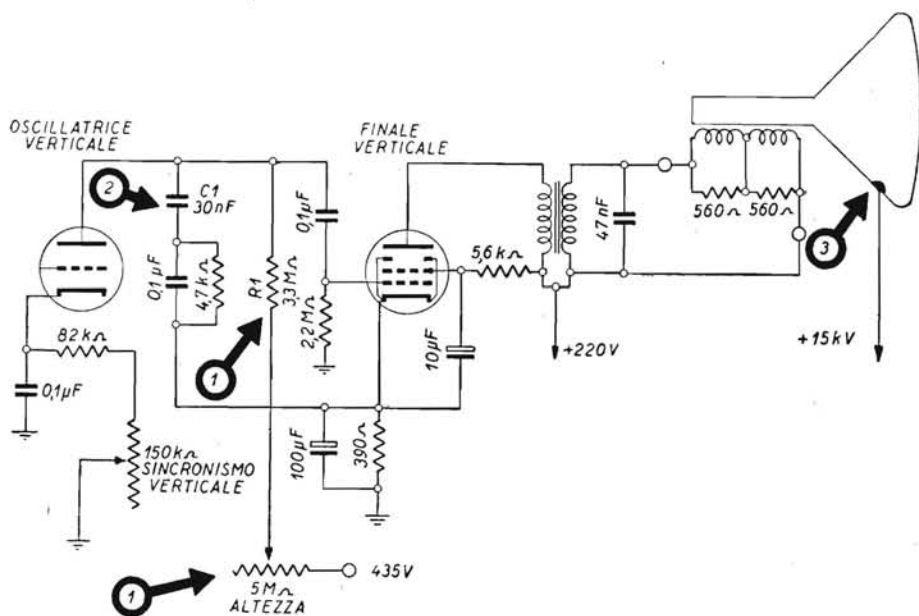 OSCILLATRICE
VERTICALE
FINALE
VERTICALE
2
C1
30nF
0,1µF
4,7kΩ
R1
3,3MΩ
0,1µF
2,2MΩ
5,6kΩ
10µF
47nF
560Ω
560Ω
3
+220V
+15kV
82kΩ
0,1µF
1
150kΩ
SINCRONISMO
VERTICALE
100µF
390Ω
1
5MΩ
ALTEZZA
435V